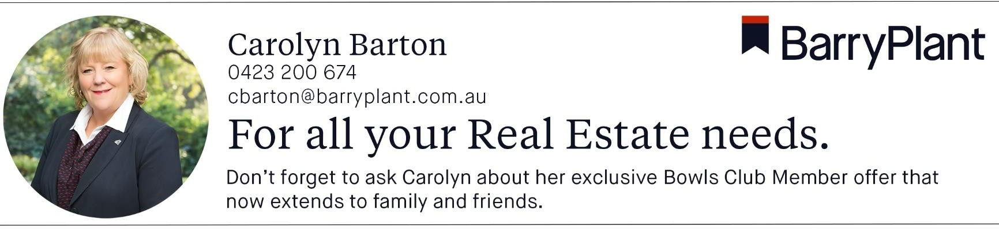 Carolyn Barton
0423 200 674
cbarton@barryplant.com.au
BarryPlant
For all your Real Estate needs.
Don't forget to ask Carolyn about her exclusive Bowls Club Member offer that
now extends to family and friends.